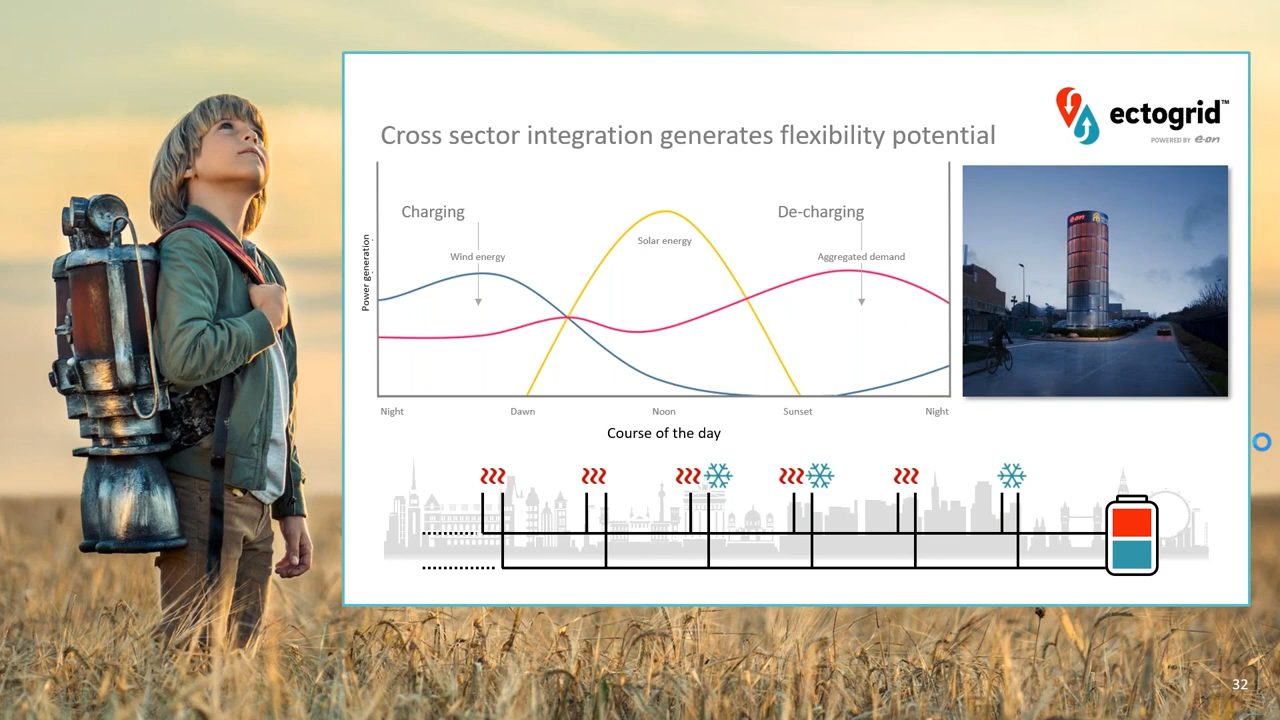 ectogrid™
POWERED BY e·on
Cross sector integration generates flexibility potential
Charging
De-charging
Wind energy
Solar energy
Aggregated demand
Power generation
Night
Dawn
Noon
Sunset
Night
Course of the day
e·on
32